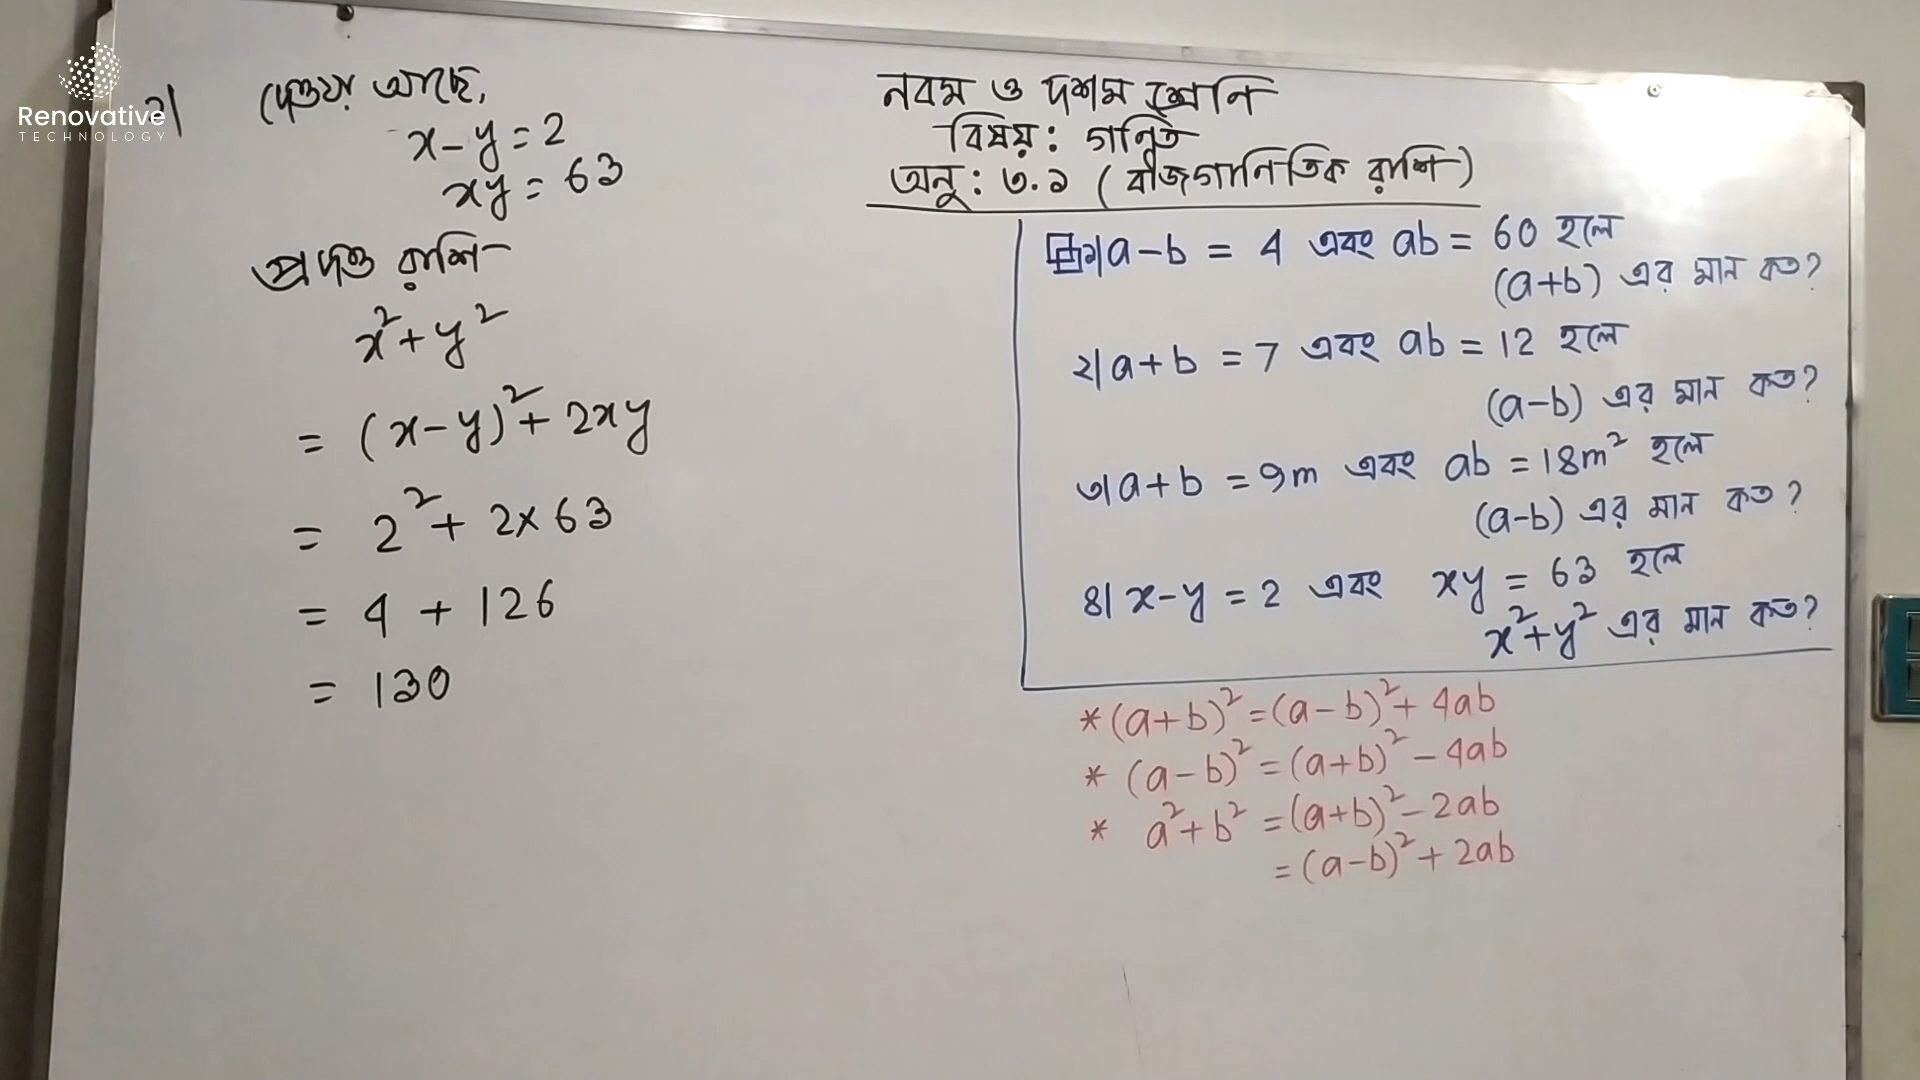 Renovative
TECHNOLOGY
দেওয়া আছে,
x-y=2
xy=63
প্রদত্ত রাশি
x²+y²
= (x-y)²+2xy
= 2²+2×63
= 4+126
= 130
নবম ও দশম শ্রেনি
বিষয়: গনিত
অনু: ৩.১ (বীজগানিতিক রাশি)
১| a-b = 4 এবং ab = 60 হলে
(a+b) এর মান কত?
২| a+b = 7 এবং ab = 12 হলে
(a-b) এর মান কত?
৩| a+b = 9m এবং ab = 18m² হলে
(a-b) এর মান কত?
৪| x-y = 2 এবং xy = 63 হলে
x²+y² এর মান কত?
* (a+b)² = (a-b)²+4ab
* (a-b)² = (a+b)²-4ab
* a²+b² = (a+b)²-2ab
= (a-b)²+2ab